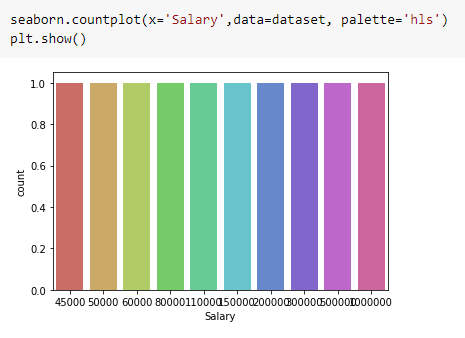 seaborn.countplot(x='Salary',data=dataset, palette='hls')
plt.show()
1.0
0.8
0.6
0.4
0.2
0.0
count
45000 50000 60000 80000 110000 150000 200000 300000 500000 1000000
Salary